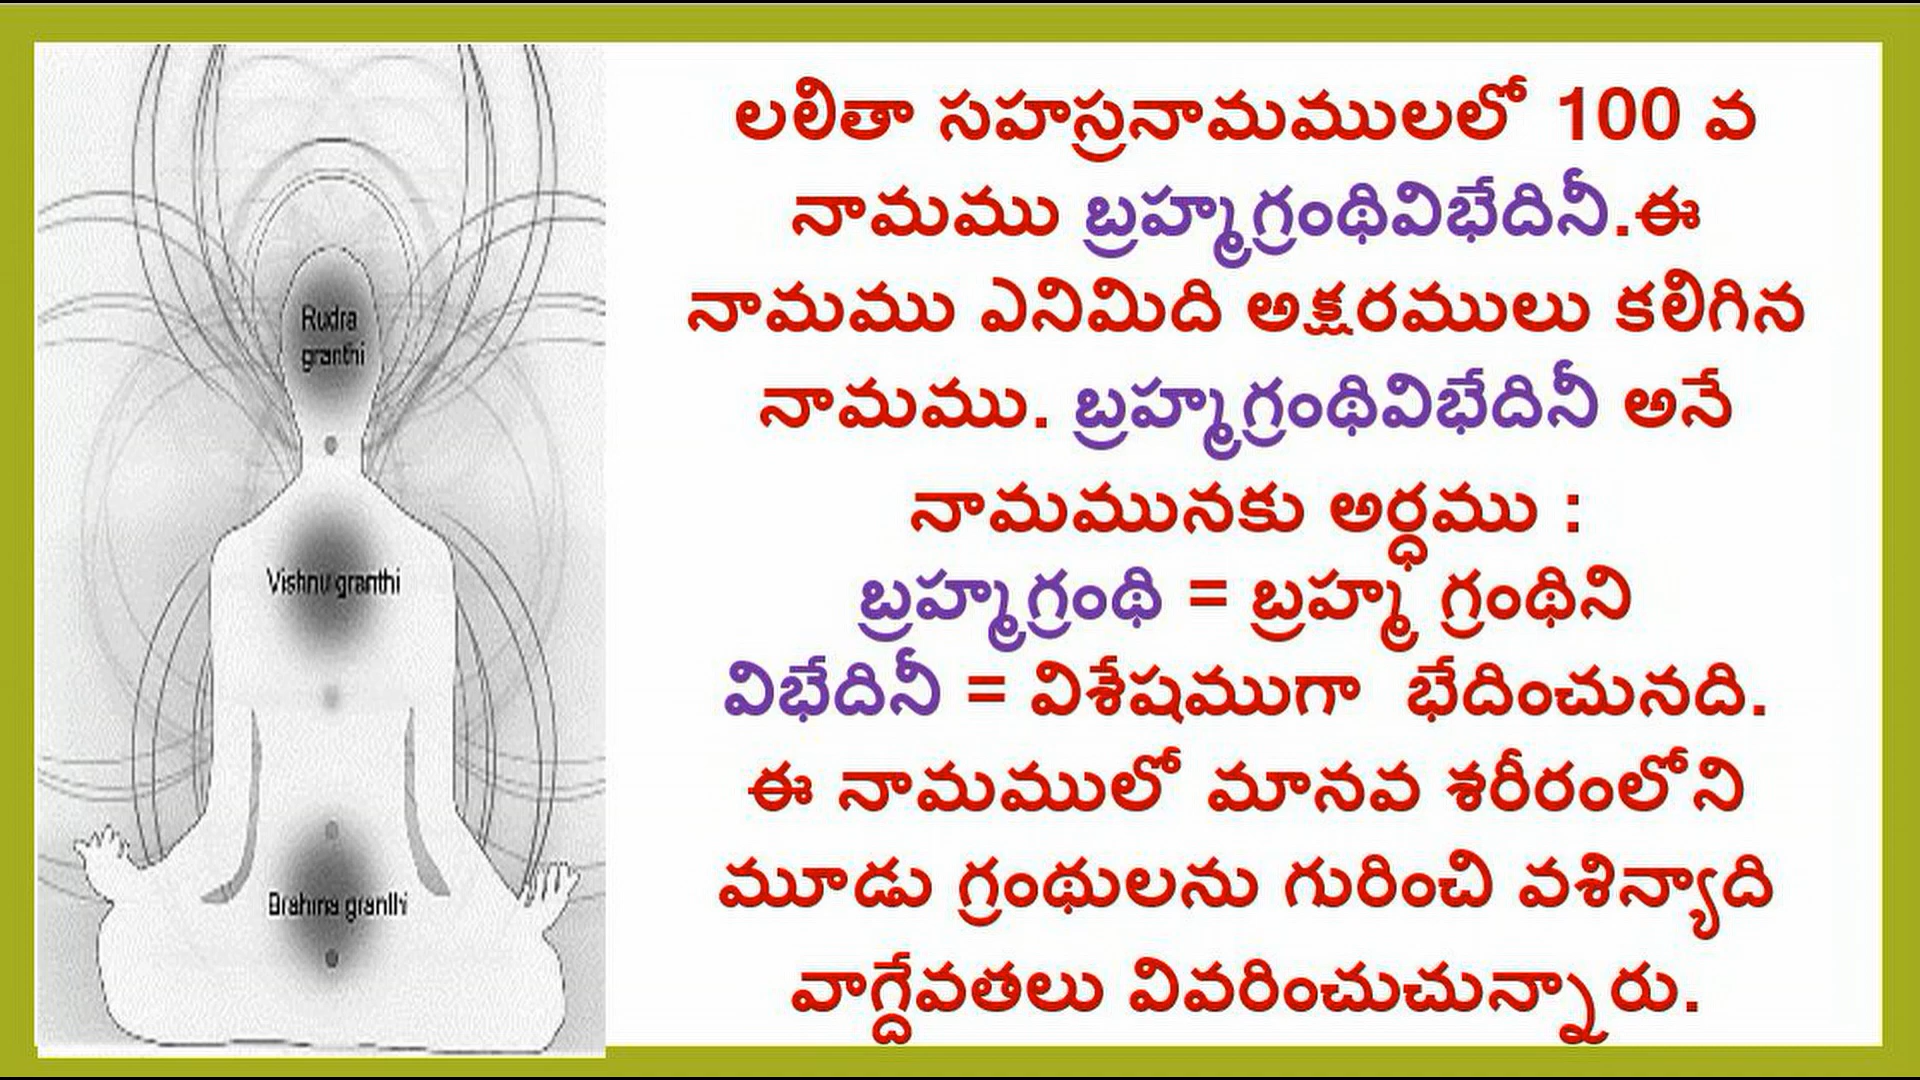 Rudra
granthi
Vishnu granthi
Brahma granthi
లలితా సహస్రనామములలో 100 వ
నామము బ్రహ్మగ్రంథివిభేదినీ.ఈ
నామము ఎనిమిది అక్షరములు కలిగిన
నామము. బ్రహ్మగ్రంథివిభేదినీ అనే
నామమునకు అర్ధము :
బ్రహ్మగ్రంథి = బ్రహ్మ గ్రంథిని
విభేదినీ = విశేషముగా భేదించునది.
ఈ నామములో మానవ శరీరంలోని
మూడు గ్రంథులను గురించి వశిన్యాది
వాగ్దేవతలు వివరించుచున్నారు.